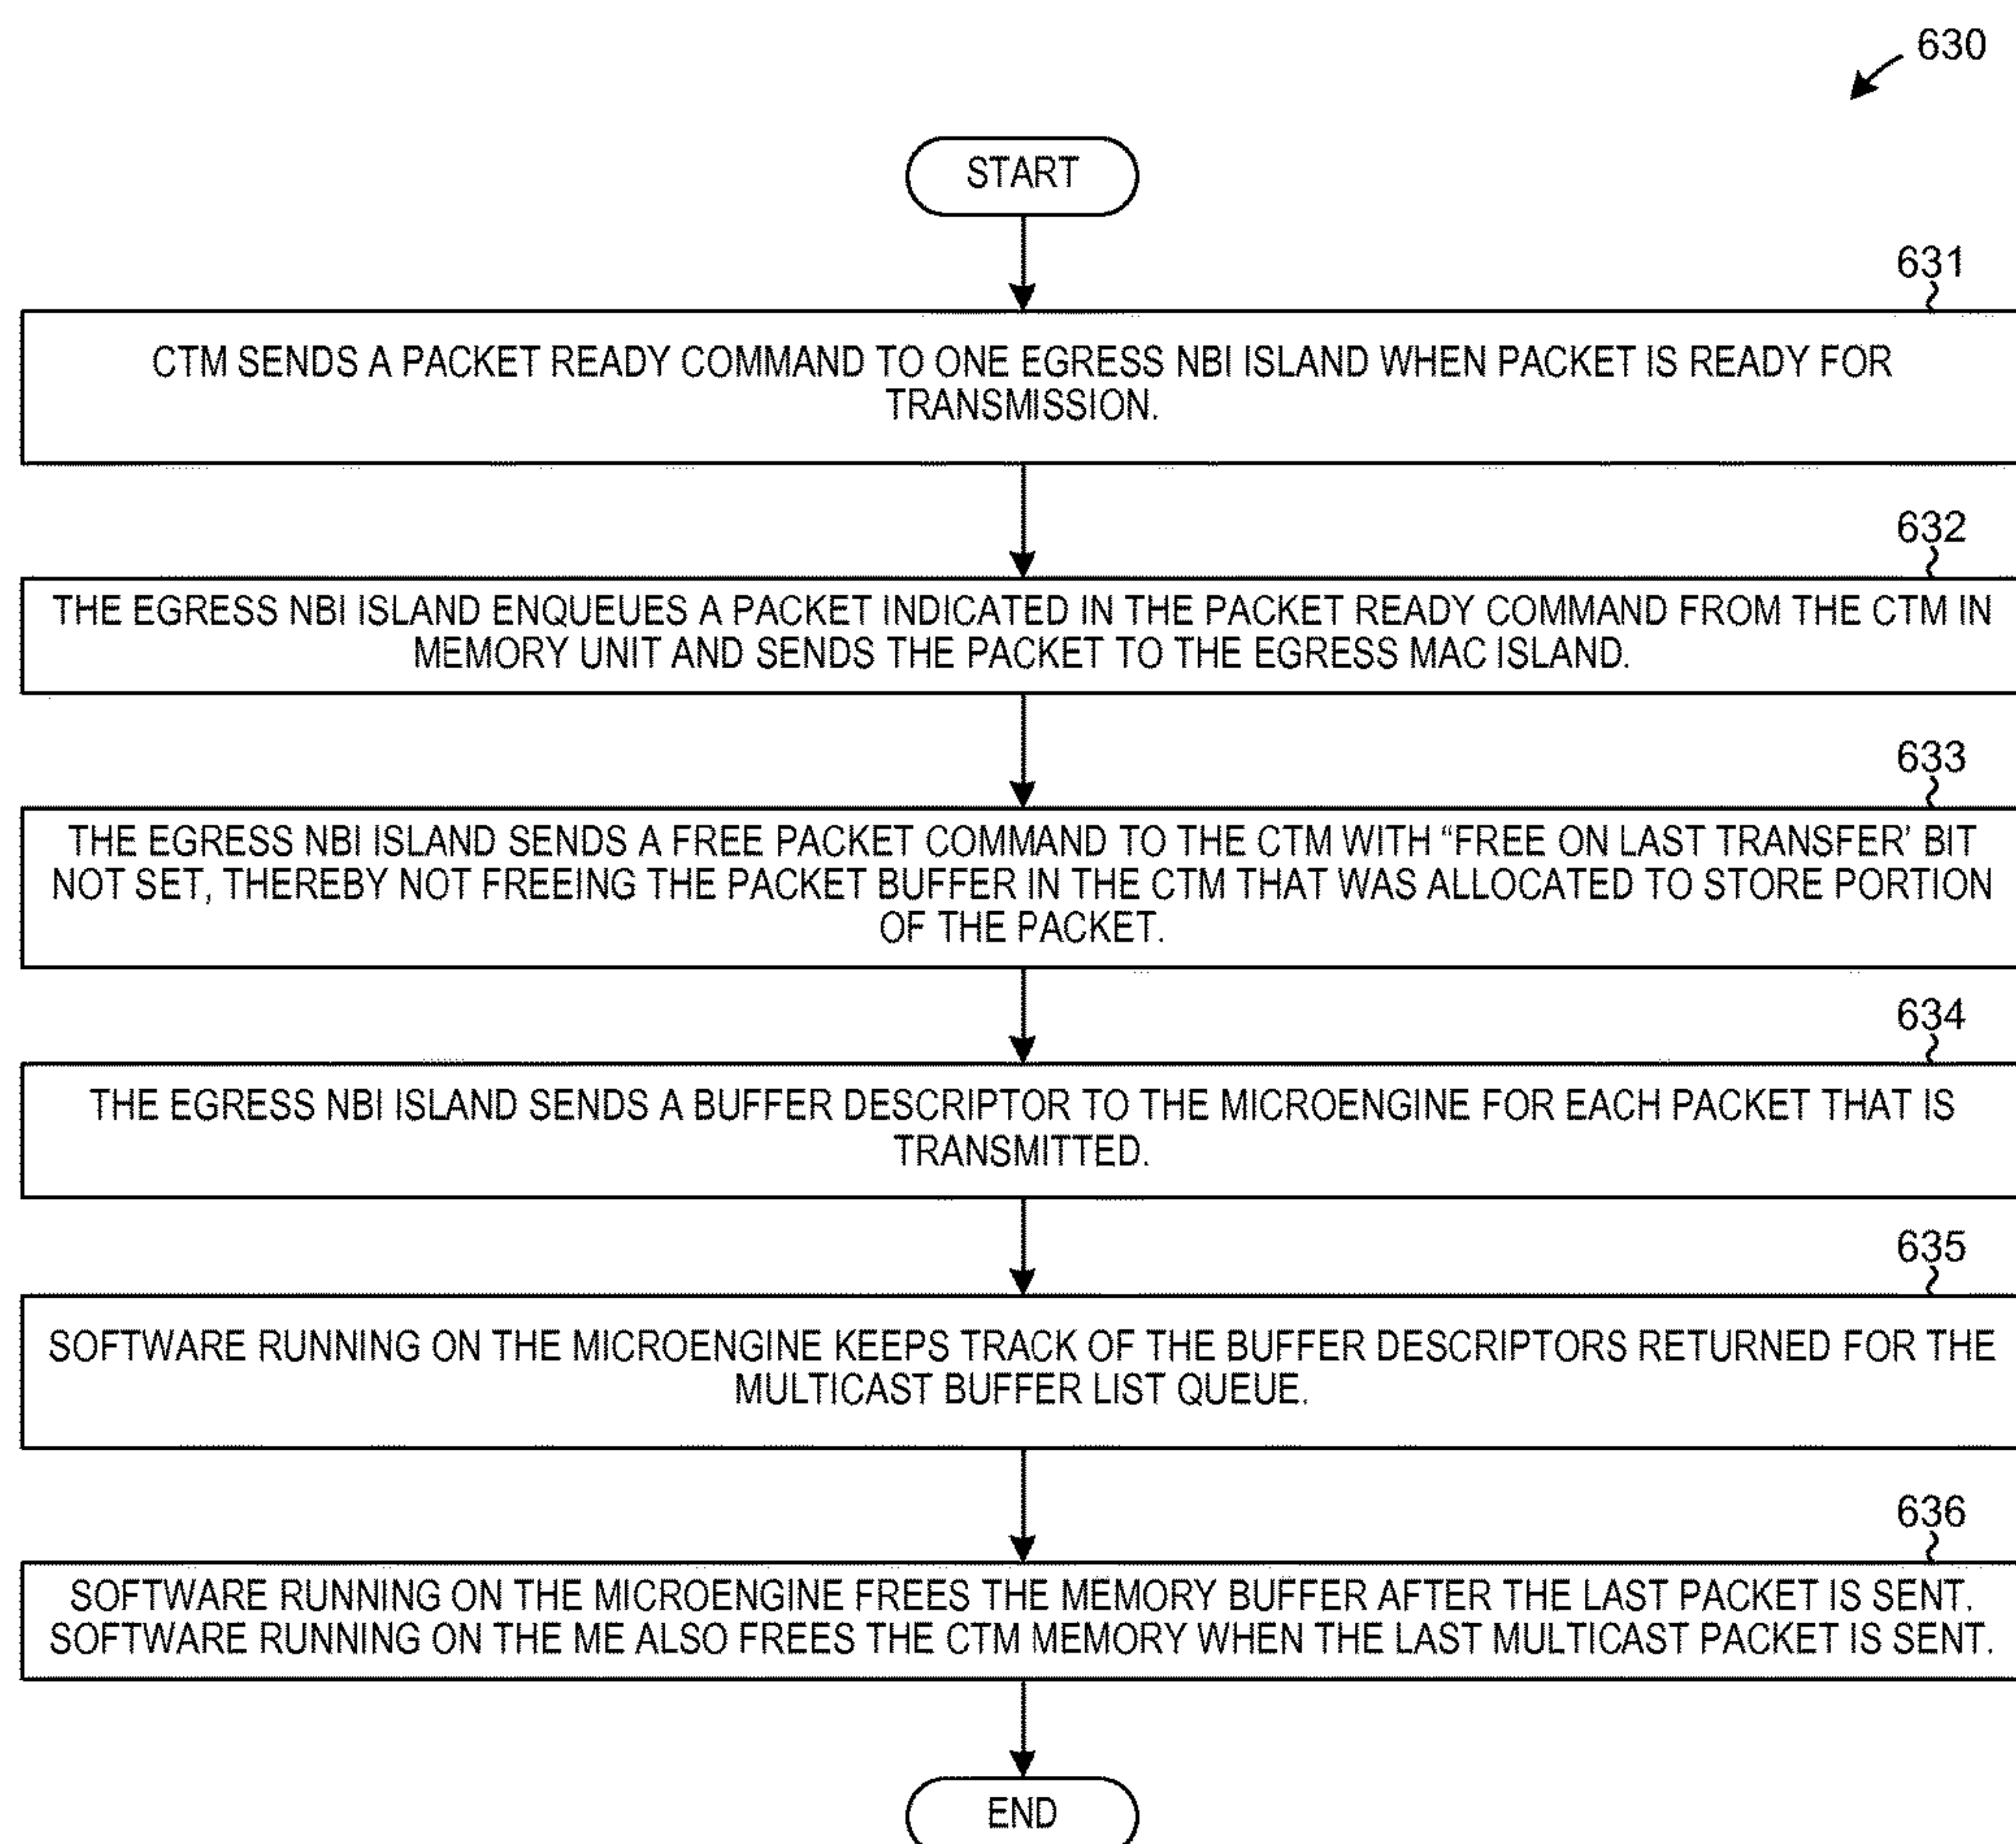 630
START
631
CTM SENDS A PACKET READY COMMAND TO ONE EGRESS NBI ISLAND WHEN PACKET IS READY FOR
TRANSMISSION.
632
THE EGRESS NBI ISLAND ENQUEUES A PACKET INDICATED IN THE PACKET READY COMMAND FROM THE CTM IN
MEMORY UNIT AND SENDS THE PACKET TO THE EGRESS MAC ISLAND.
633
THE EGRESS NBI ISLAND SENDS A FREE PACKET COMMAND TO THE CTM WITH “FREE ON LAST TRANSFER’ BIT
NOT SET, THEREBY NOT FREEING THE PACKET BUFFER IN THE CTM THAT WAS ALLOCATED TO STORE PORTION
OF THE PACKET.
634
THE EGRESS NBI ISLAND SENDS A BUFFER DESCRIPTOR TO THE MICROENGINE FOR EACH PACKET THAT IS
TRANSMITTED.
635
SOFTWARE RUNNING ON THE MICROENGINE KEEPS TRACK OF THE BUFFER DESCRIPTORS RETURNED FOR THE
MULTICAST BUFFER LIST QUEUE.
636
SOFTWARE RUNNING ON THE MICROENGINE FREES THE MEMORY BUFFER AFTER THE LAST PACKET IS SENT.
SOFTWARE RUNNING ON THE ME ALSO FREES THE CTM MEMORY WHEN THE LAST MULTICAST PACKET IS SENT.
END